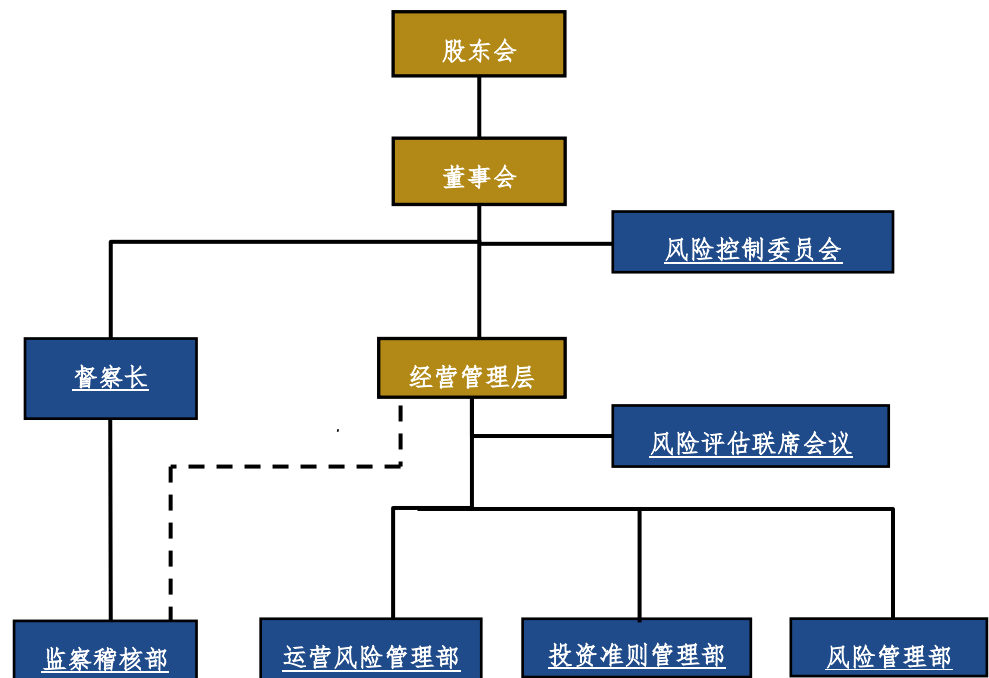 股东会
董事会
风险控制委员会
督察长
经营管理层
风险评估联席会议
监察稽核部
运营风险管理部
投资准则管理部
风险管理部